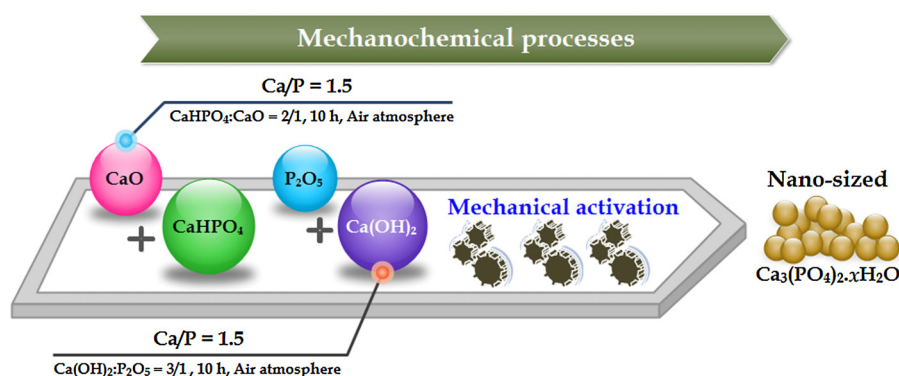 Mechanochemical processes
Ca/P = 1.5
CaHPO₄:CaO = 2/1, 10 h, Air atmosphere
CaO
+
CaHPO₄
P₂O₅
+
Ca(OH)₂
Mechanical activation
Nano-sized
Ca₃(PO₄)₂.xH₂O
Ca/P = 1.5
Ca(OH)₂:P₂O₅ = 3/1 , 10 h, Air atmosphere